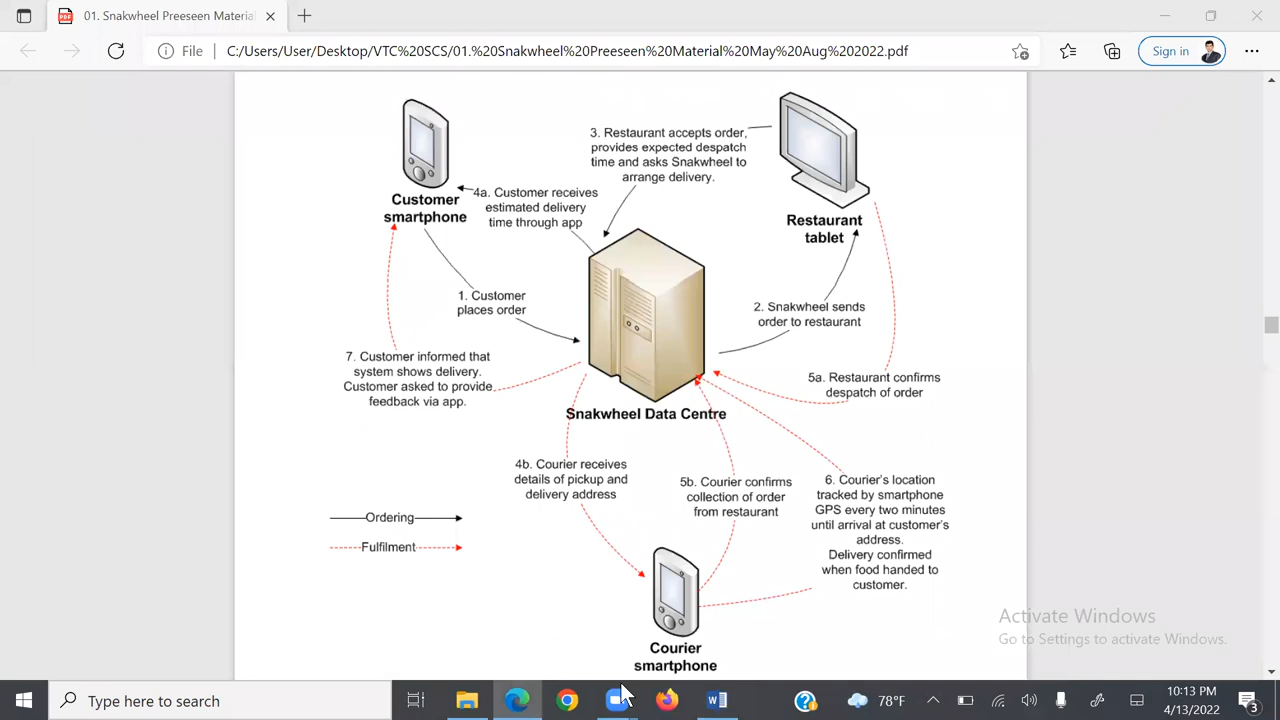 01. Snakwheel Preeseen Materia
File
C:/Users/User/Desktop/VTC%20SCS/01.%20Snakwheel%20Preeseen%20Material%20May%20Aug%202022.pdf
Sign in
Customer
smartphone
4a. Customer receives
estimated delivery
time through app
3. Restaurant accepts order,
provides expected despatch
time and asks Snakwheel to
arrange delivery.
Restaurant
tablet
1. Customer
places order
2. Snakwheel sends
order to restaurant
7. Customer informed that
system shows delivery.
Customer asked to provide
feedback via app.
5a. Restaurant confirms
despatch of order
Snakwheel Data Centre
4b. Courier receives
details of pickup and
delivery address
5b. Courier confirms
collection of order
from restaurant
6. Courier's location
tracked by smartphone
GPS every two minutes
until arrival at customer's
address.
Delivery confirmed
when food handed to
customer.
Ordering
Fulfilment
Courier
smartphone
Activate Windows
Go to Settings to activate Windows.
Type here to search
78°F
10:13 PM
4/13/2022
3